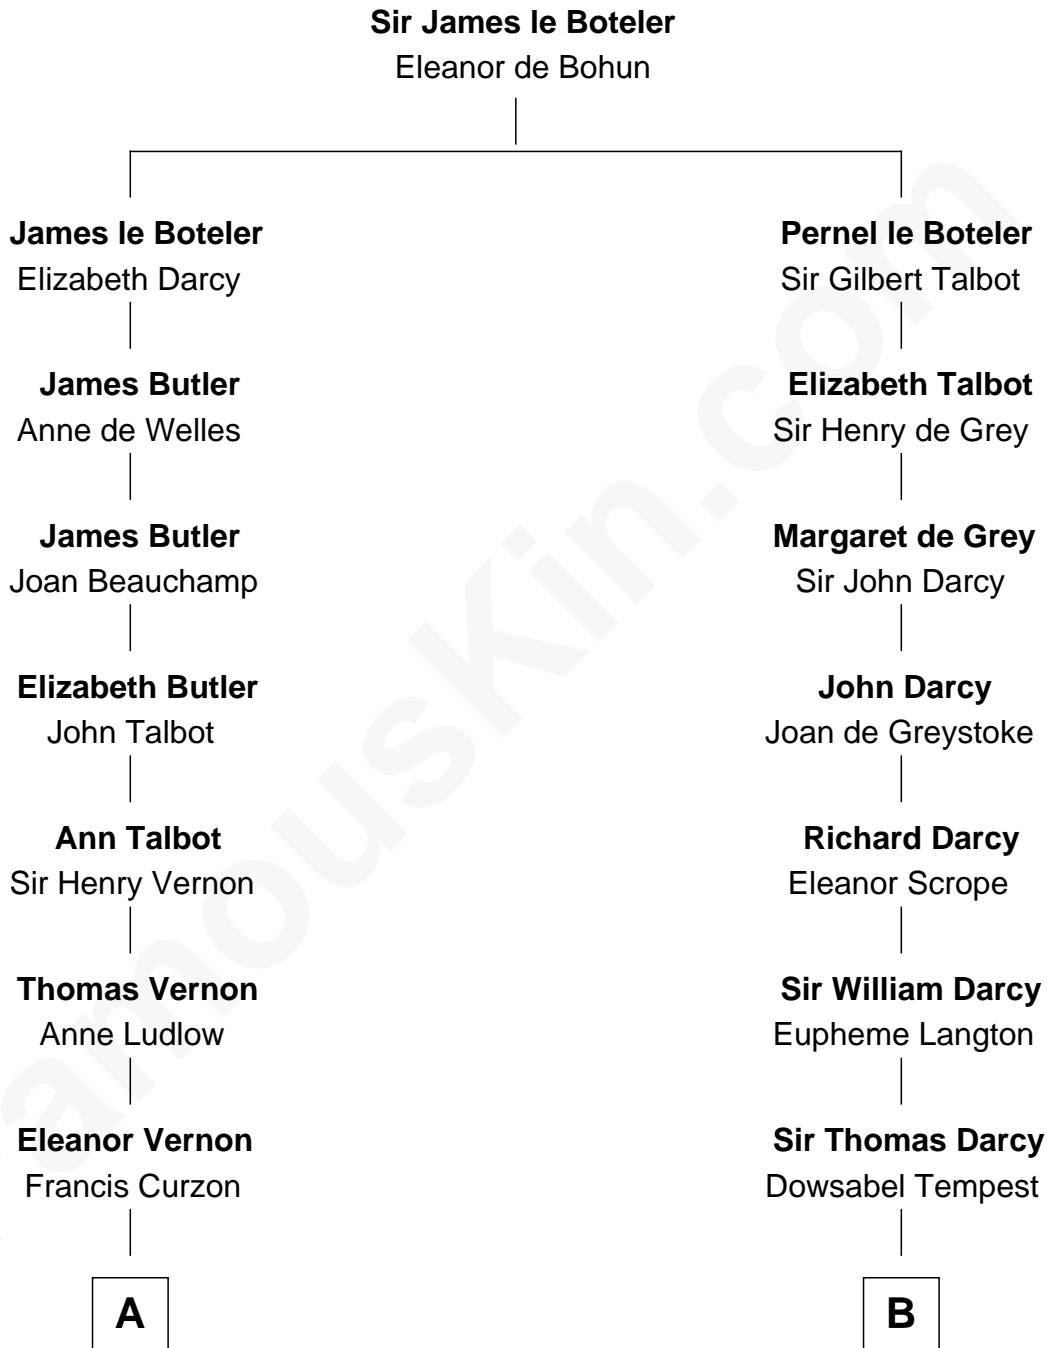 Sir James le Boteler
Eleanor de Bohun
James le Boteler
Elizabeth Darcy
Pernel le Boteler
Sir Gilbert Talbot
James Butler
Anne de Welles
Elizabeth Talbot
Sir Henry de Grey
James Butler
Joan Beauchamp
Margaret de Grey
Sir John Darcy
Elizabeth Butler
John Talbot
John Darcy
Joan de Greystoke
Ann Talbot
Sir Henry Vernon
Richard Darcy
Eleanor Scrope
Thomas Vernon
Anne Ludlow
Sir William Darcy
Eupheme Langton
Eleanor Vernon
Francis Curzon
Sir Thomas Darcy
Dowsabel Tempest
A
B
amousKin.com